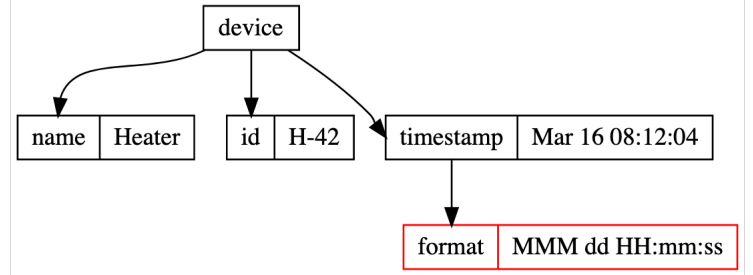 device
name Heater
id H-42
timestamp Mar 16 08:12:04
format MMM dd HH:mm:ss